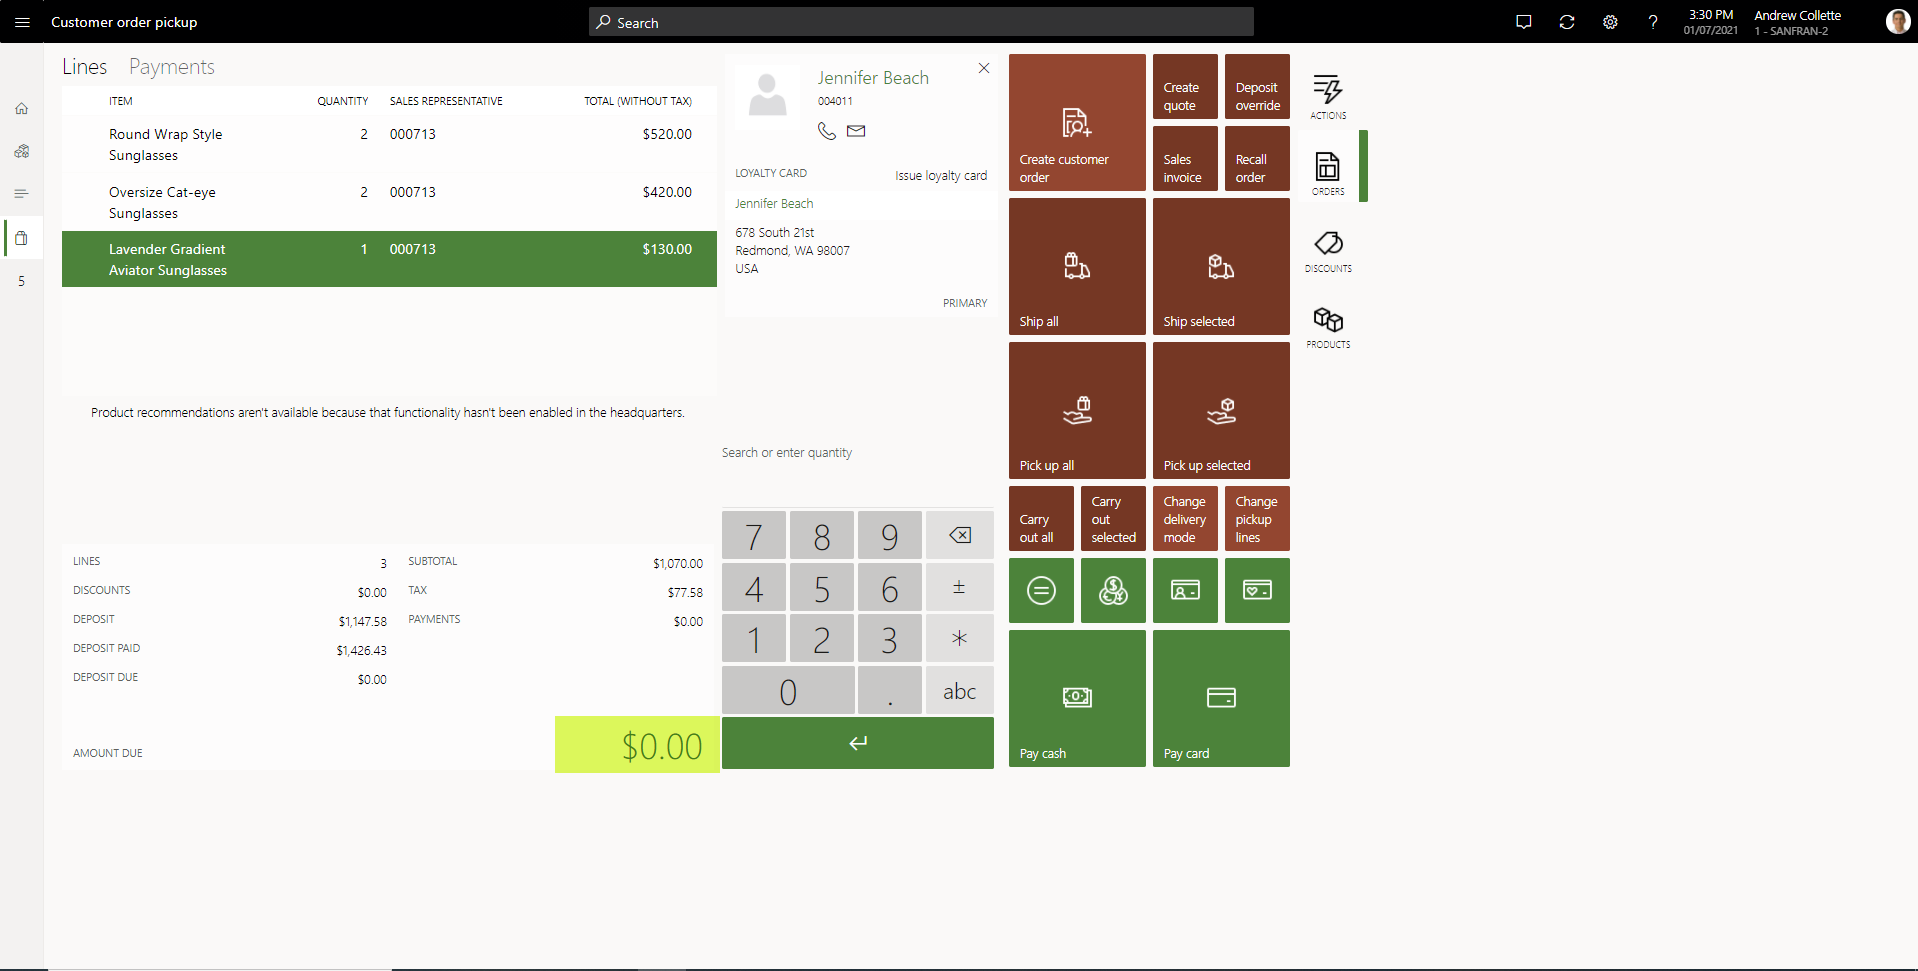 Customer order pickup
Search
3:30 PM
01/07/2021
Andrew Collette
1 - SANFRAN-2
5
Lines Payments
ITEM QUANTITY SALES REPRESENTATIVE TOTAL (WITHOUT TAX)
Round Wrap Style 2 000713 $520.00
Sunglasses
Oversize Cat-eye 2 000713 $420.00
Sunglasses
Lavender Gradient 1 000713 $130.00
Aviator Sunglasses
Product recommendations aren't available because that functionality hasn't been enabled in the headquarters.
LINES 3 SUBTOTAL $1,070.00
DISCOUNTS $0.00 TAX $77.58
DEPOSIT $1,147.58 PAYMENTS $0.00
DEPOSIT PAID $1,426.43
DEPOSIT DUE $0.00
AMOUNT DUE $0.00
Jennifer Beach
004011
LOYALTY CARD Issue loyalty card
Jennifer Beach
678 South 21st
Redmond, WA 98007
USA
PRIMARY
Search or enter quantity
7 8 9
4 5 6 ±
1 2 3 *
0 . abc
Create customer
order
Create
quote
Deposit
override
Sales
invoice
Recall
order
Ship all
Ship selected
Pick up all
Pick up selected
Carry
out all
Carry
out
selected
Change
delivery
mode
Change
pickup
lines
Pay cash
Pay card
ACTIONS
ORDERS
DISCOUNTS
PRODUCTS